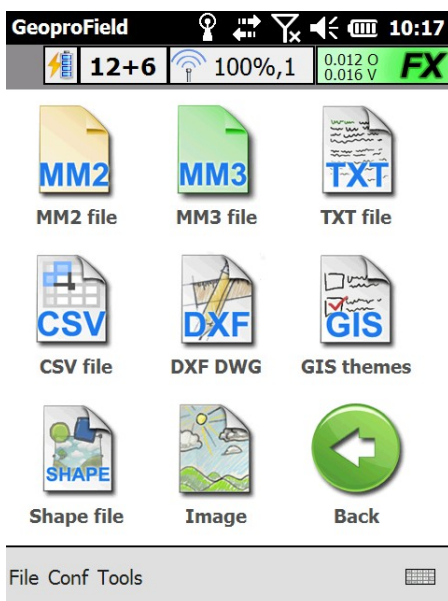 GeoproField 10:17
12+6 100%,1 0.012 O FX
0.016 V
MM2 MM3 TXT
MM2 file MM3 file TXT file
CSV DXF GIS
CSV file DXF DWG GIS themes
SHAPE
Shape file Image Back
File Conf Tools